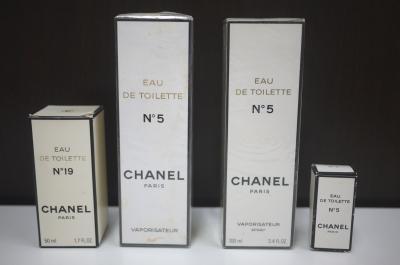 EAU
DE TOILETTE
N°19
CHANEL
PARIS
50 ml 1.7 FL.OZ
EAU
DE TOILETTE
N°5
CHANEL
PARIS
VAPORISATEUR
EAU
DE TOILETTE
N°5
CHANEL
PARIS
VAPORISATEUR
SPRAY
100 ml 3.4 FL.OZ
EAU
DE TOILETTE
N°5
CHANEL
PARIS